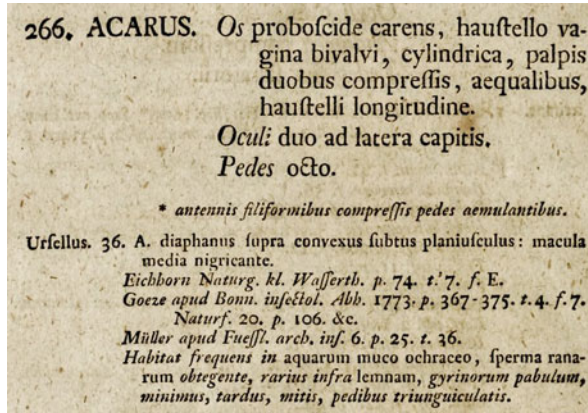 266. ACARUS. Os proboſcide carens, hauſtello va-
gina bivalvi, cylindrica, palpis
duobus compreſſis, aequalibus,
hauſtelli longitudine.
Oculi duo ad latera capitis.
Pedes octo.
* antennis filiformibus compreſſis pedes aemulantibus.
Urſellus. 36. A. diaphanus ſupra convexus ſubtus planiuſculus: macula
media nigricante.
Eichhorn Naturg. kl. Waſſerth. p. 74. t. 7. f. E.
Goeze apud Bonn. inſectol. Abh. 1773. p. 367-375. t. 4. f. 7.
Naturf. 20. p. 106. &c.
Müller apud Fueſſl. arch. inſ. 6. p. 25. t. 36.
Habitat frequens in aquarum muco ochraceo, ſperma rana-
rum obtegente, rarius infra lemnam, gyrinorum pabulum,
minimus, tardus, mitis, pedibus triunguiculatis.